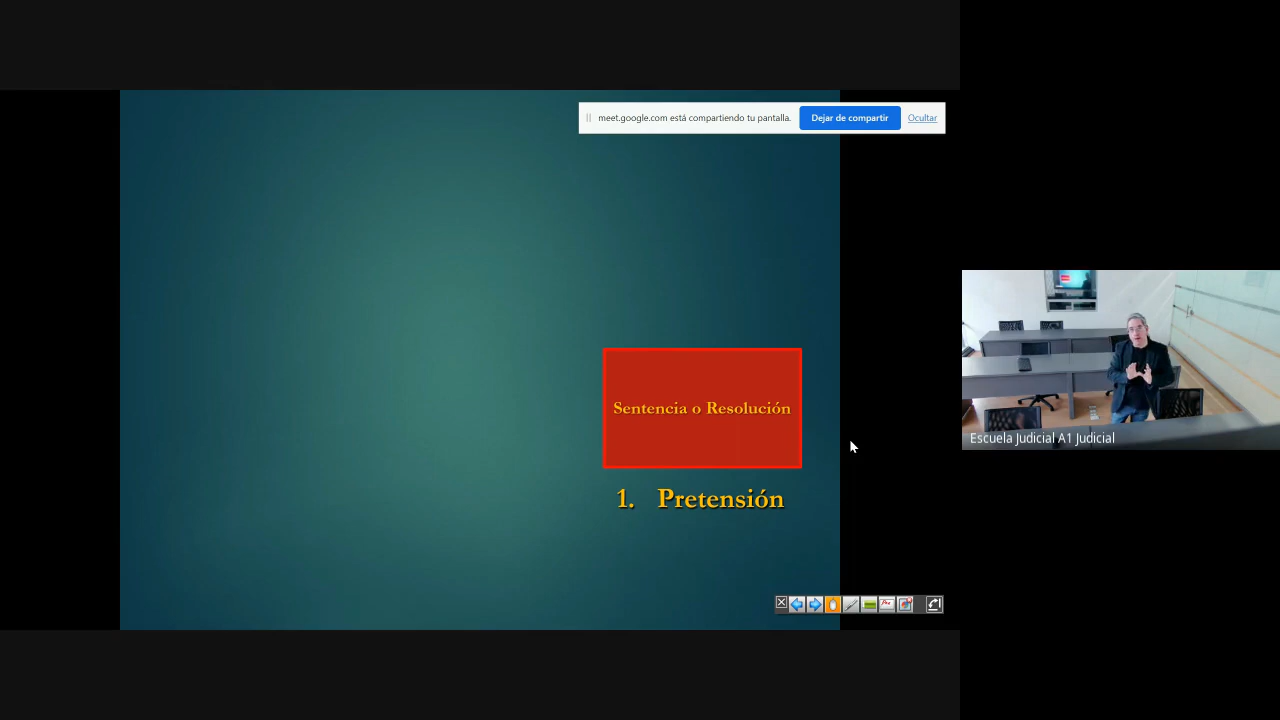 meet.google.com está compartiendo tu pantalla.
Dejar de compartir
Ocultar
Sentencia o Resolución
1. Pretensión
Escuela Judicial A1 Judicial